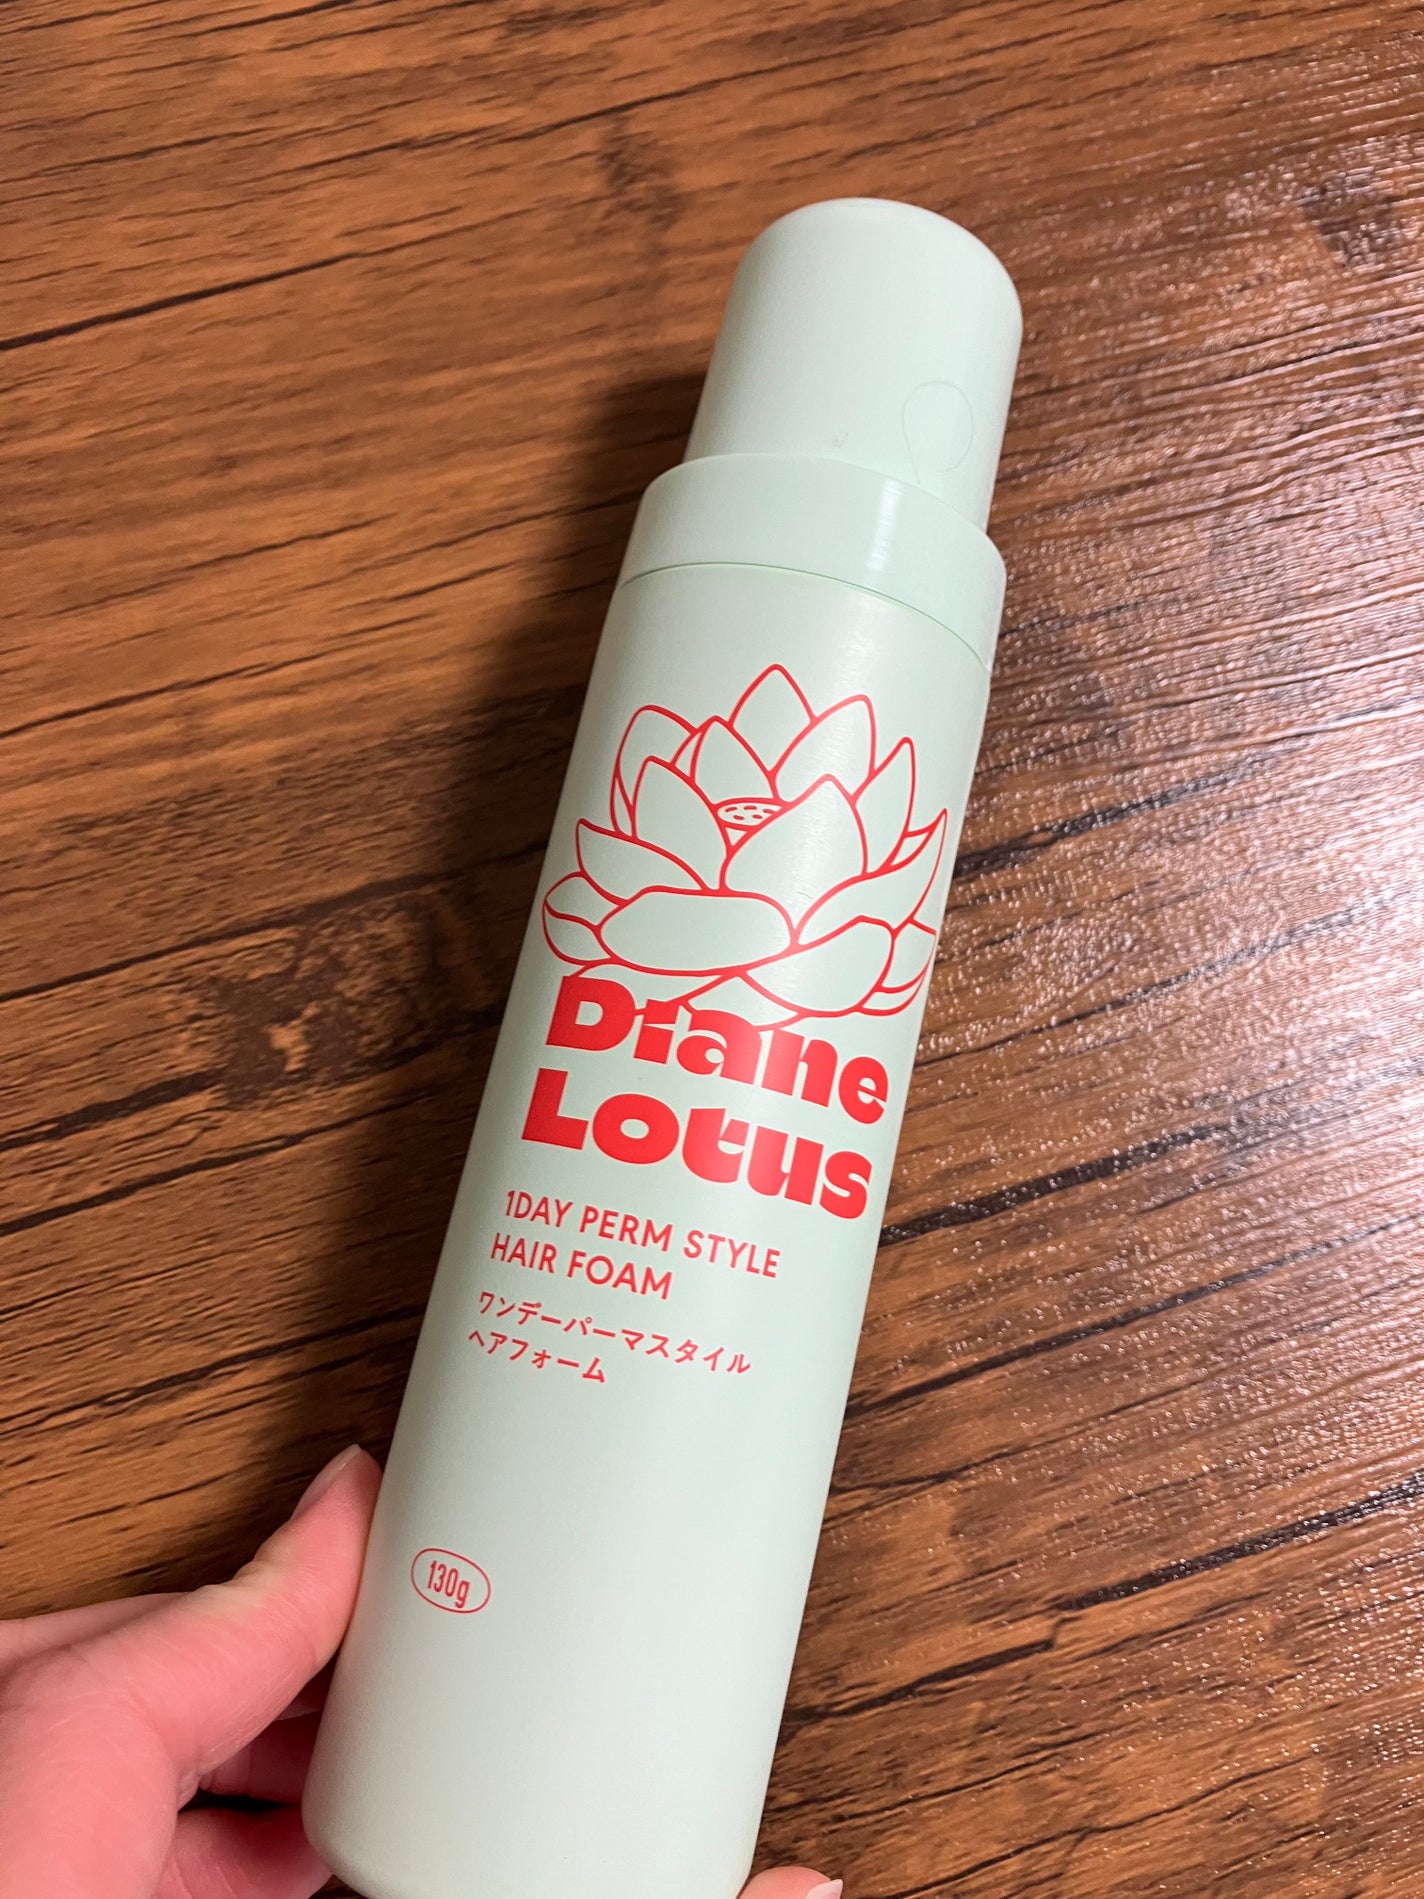 Diane
Lotus
1DAY PERM STYLE
HAIR FOAM
ワンデーパーマスタイル
ヘアフォーム
130g